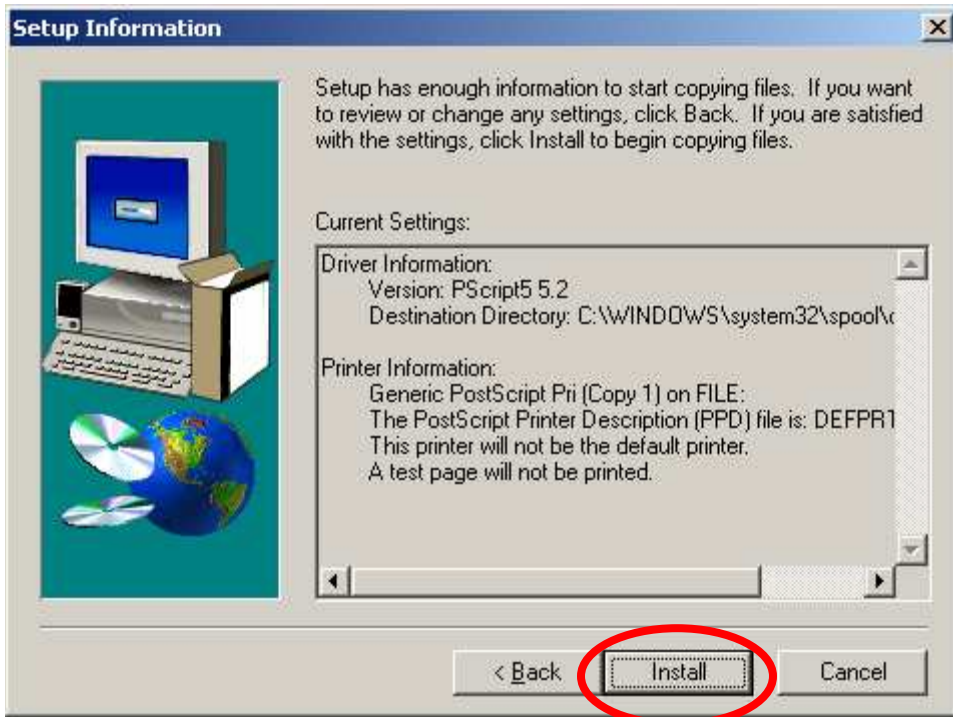 Setup Information
Setup has enough information to start copying files. If you want
to review or change any settings, click Back. If you are satisfied
with the settings, click Install to begin copying files.
Current Settings:
Driver Information:
Version: PScript5 5.2
Destination Directory: C:\WINDOWS\system32\spool\
Printer Information:
Generic PostScript Pri (Copy 1) on FILE:
The PostScript Printer Description (PPD) file is: DEFPRT
This printer will not be the default printer.
A test page will not be printed.
< Back
Install
Cancel